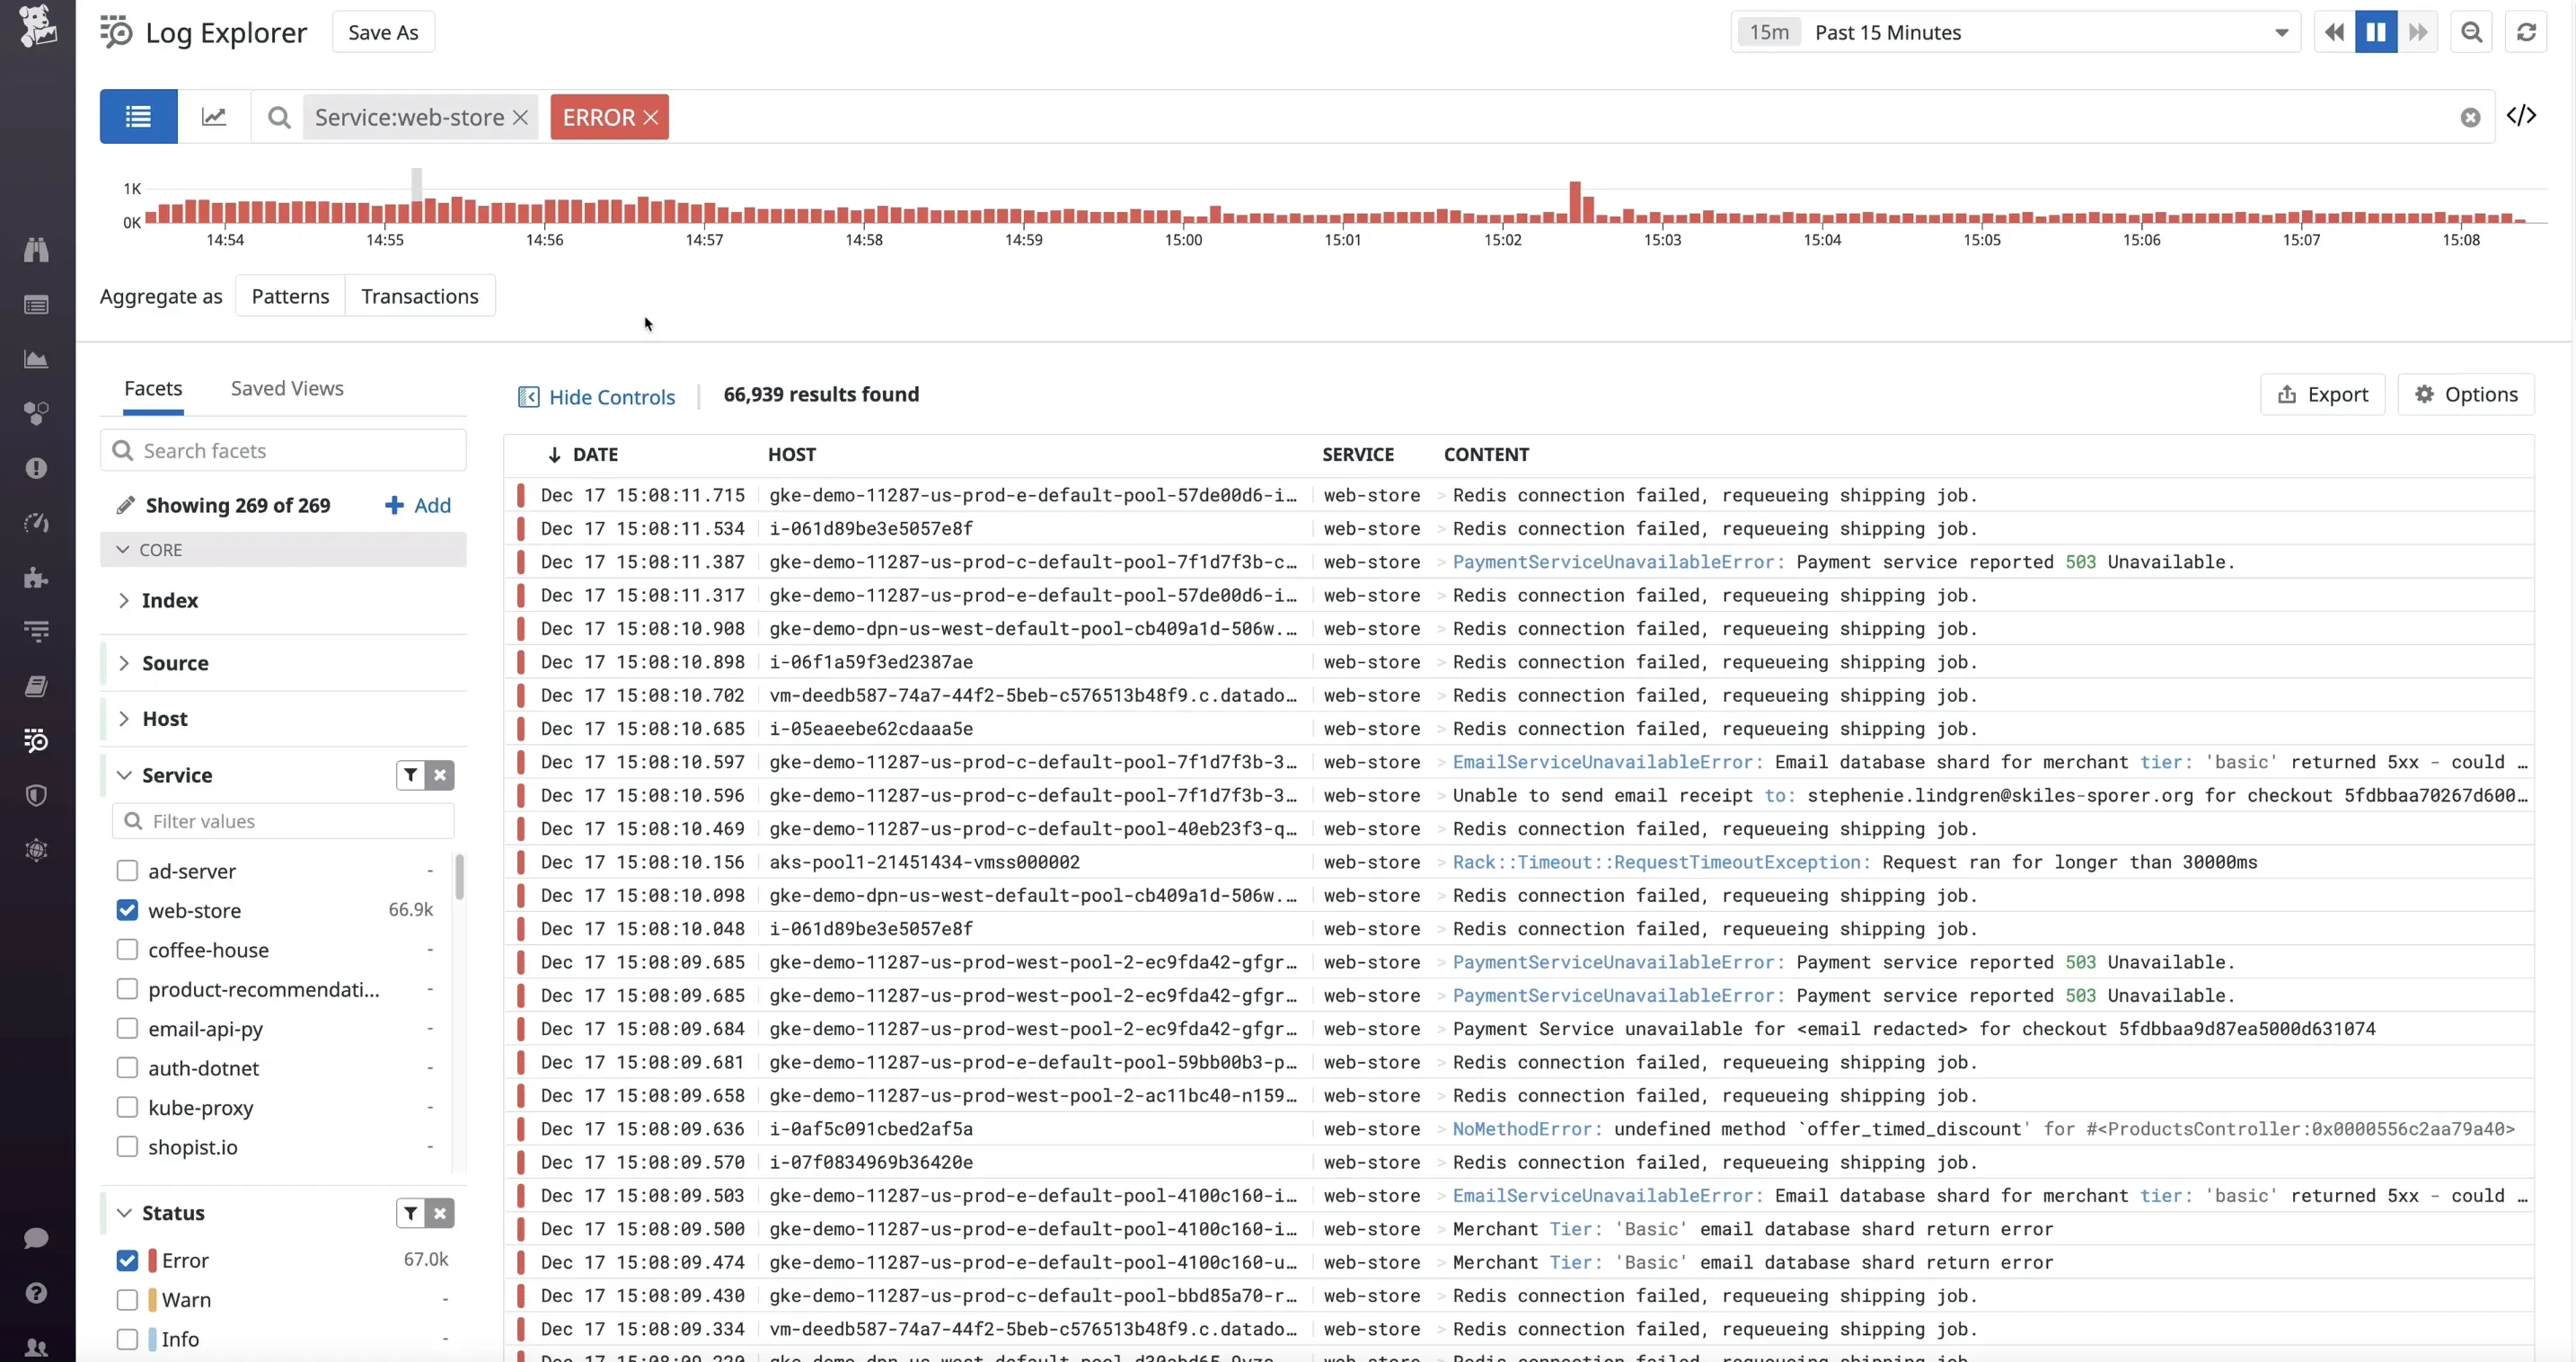 Log Explorer Save As 15m Past 15 Minutes
Service:web-store ERROR </>
1K
0K
14:54 14:55 14:56 14:57 14:58 14:59 15:00 15:01 15:02 15:03 15:04 15:05 15:06 15:07 15:08
Aggregate as Patterns Transactions
Facets Saved Views
Search facets
Showing 269 of 269 Add
CORE
Index
Source
Host
Service
Filter values
ad-server -
web-store 66.9k
coffee-house -
product-recommendati... -
email-api-py -
auth-dotnet -
kube-proxy -
shopist.io -
Status
Error 67.0k
Warn -
Info -
Hide Controls 66,939 results found Export Options
DATE HOST SERVICE CONTENT
Dec 17 15:08:11.715 gke-demo-11287-us-prod-e-default-pool-57de00d6-i… web-store Redis connection failed, requeueing shipping job.
Dec 17 15:08:11.534 i-061d89be3e5057e8f web-store Redis connection failed, requeueing shipping job.
Dec 17 15:08:11.387 gke-demo-11287-us-prod-c-default-pool-7f1d7f3b-c… web-store PaymentServiceUnavailableError: Payment service reported 503 Unavailable.
Dec 17 15:08:11.317 gke-demo-11287-us-prod-e-default-pool-57de00d6-i… web-store Redis connection failed, requeueing shipping job.
Dec 17 15:08:10.908 gke-demo-dpn-us-west-default-pool-cb409a1d-506w.… web-store Redis connection failed, requeueing shipping job.
Dec 17 15:08:10.898 i-06f1a59f3ed2387ae web-store Redis connection failed, requeueing shipping job.
Dec 17 15:08:10.702 vm-deedb587-74a7-44f2-5beb-c576513b48f9.c.datado… web-store Redis connection failed, requeueing shipping job.
Dec 17 15:08:10.685 i-05eaeebe62cdaaa5e web-store Redis connection failed, requeueing shipping job.
Dec 17 15:08:10.597 gke-demo-11287-us-prod-c-default-pool-7f1d7f3b-3… web-store EmailServiceUnavailableError: Email database shard for merchant tier: 'basic' returned 5xx - could …
Dec 17 15:08:10.596 gke-demo-11287-us-prod-c-default-pool-7f1d7f3b-3… web-store Unable to send email receipt to: stephenie.lindgren@skiles-sporer.org for checkout 5fdbbaa70267d600…
Dec 17 15:08:10.469 gke-demo-11287-us-prod-c-default-pool-40eb23f3-q… web-store Redis connection failed, requeueing shipping job.
Dec 17 15:08:10.156 aks-pool1-21451434-vmss000002 web-store Rack::Timeout::RequestTimeoutException: Request ran for longer than 30000ms
Dec 17 15:08:10.098 gke-demo-dpn-us-west-default-pool-cb409a1d-506w.… web-store Redis connection failed, requeueing shipping job.
Dec 17 15:08:10.048 i-061d89be3e5057e8f web-store Redis connection failed, requeueing shipping job.
Dec 17 15:08:09.685 gke-demo-11287-us-prod-west-pool-2-ec9fda42-gfgr… web-store PaymentServiceUnavailableError: Payment service reported 503 Unavailable.
Dec 17 15:08:09.685 gke-demo-11287-us-prod-west-pool-2-ec9fda42-gfgr… web-store PaymentServiceUnavailableError: Payment service reported 503 Unavailable.
Dec 17 15:08:09.684 gke-demo-11287-us-prod-west-pool-2-ec9fda42-gfgr… web-store Payment Service unavailable for <email redacted> for checkout 5fdbbaa9d87ea5000d631074
Dec 17 15:08:09.681 gke-demo-11287-us-prod-e-default-pool-59bb00b3-p… web-store Redis connection failed, requeueing shipping job.
Dec 17 15:08:09.658 gke-demo-11287-us-prod-west-pool-2-ac11bc40-n159… web-store Redis connection failed, requeueing shipping job.
Dec 17 15:08:09.636 i-0af5c091cbed2af5a web-store NoMethodError: undefined method `offer_timed_discount' for #<ProductsController:0x0000556c2aa79a40>
Dec 17 15:08:09.570 i-07f0834969b36420e web-store Redis connection failed, requeueing shipping job.
Dec 17 15:08:09.503 gke-demo-11287-us-prod-e-default-pool-4100c160-i… web-store EmailServiceUnavailableError: Email database shard for merchant tier: 'basic' returned 5xx - could …
Dec 17 15:08:09.500 gke-demo-11287-us-prod-e-default-pool-4100c160-i… web-store Merchant Tier: 'Basic' email database shard return error
Dec 17 15:08:09.474 gke-demo-11287-us-prod-e-default-pool-4100c160-u… web-store Merchant Tier: 'Basic' email database shard return error
Dec 17 15:08:09.430 gke-demo-11287-us-prod-c-default-pool-bbd85a70-r… web-store Redis connection failed, requeueing shipping job.
Dec 17 15:08:09.334 vm-deedb587-74a7-44f2-5beb-c576513b48f9.c.datado… web-store Redis connection failed, requeueing shipping job.